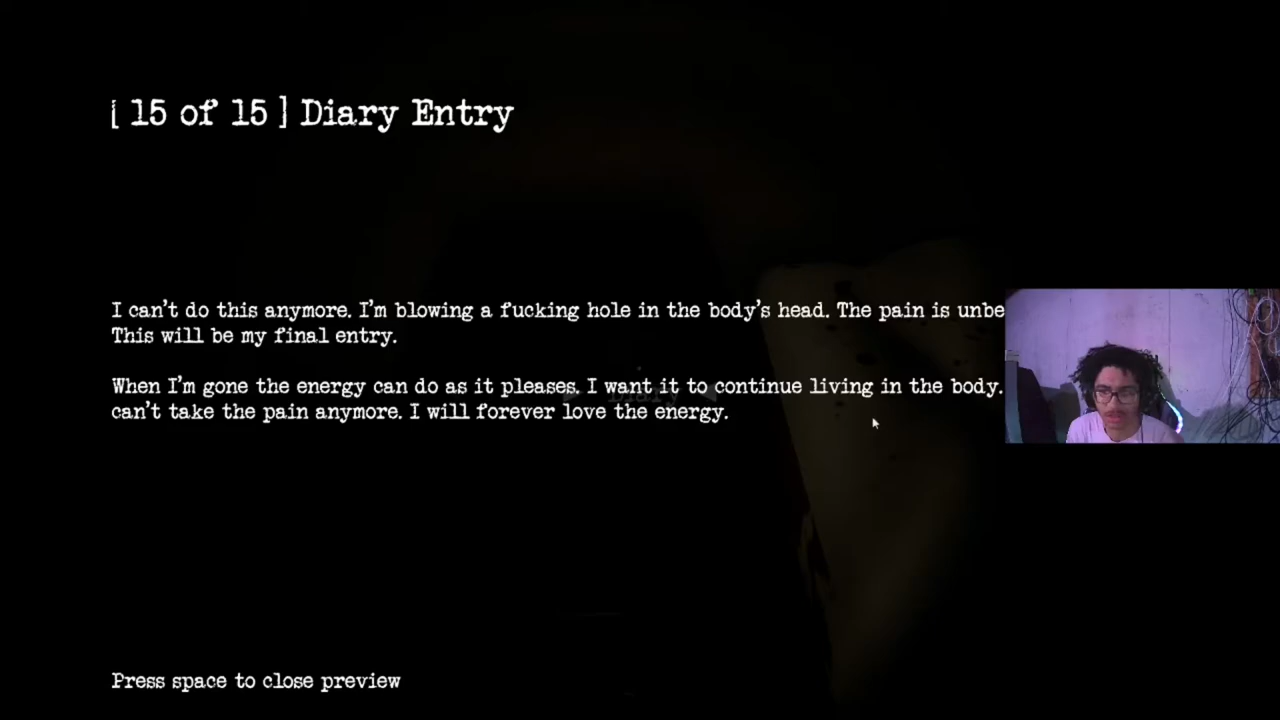 [ 15 of 15 ] Diary Entry
I can't do this anymore. I'm blowing a fucking hole in the body's head. The pain is
This will be my final entry.
When I'm gone the energy can do as it pleases. I want it to continue living in the body.
Diary
can't take the pain anymore. I will forever love the energy.
Press space to close preview